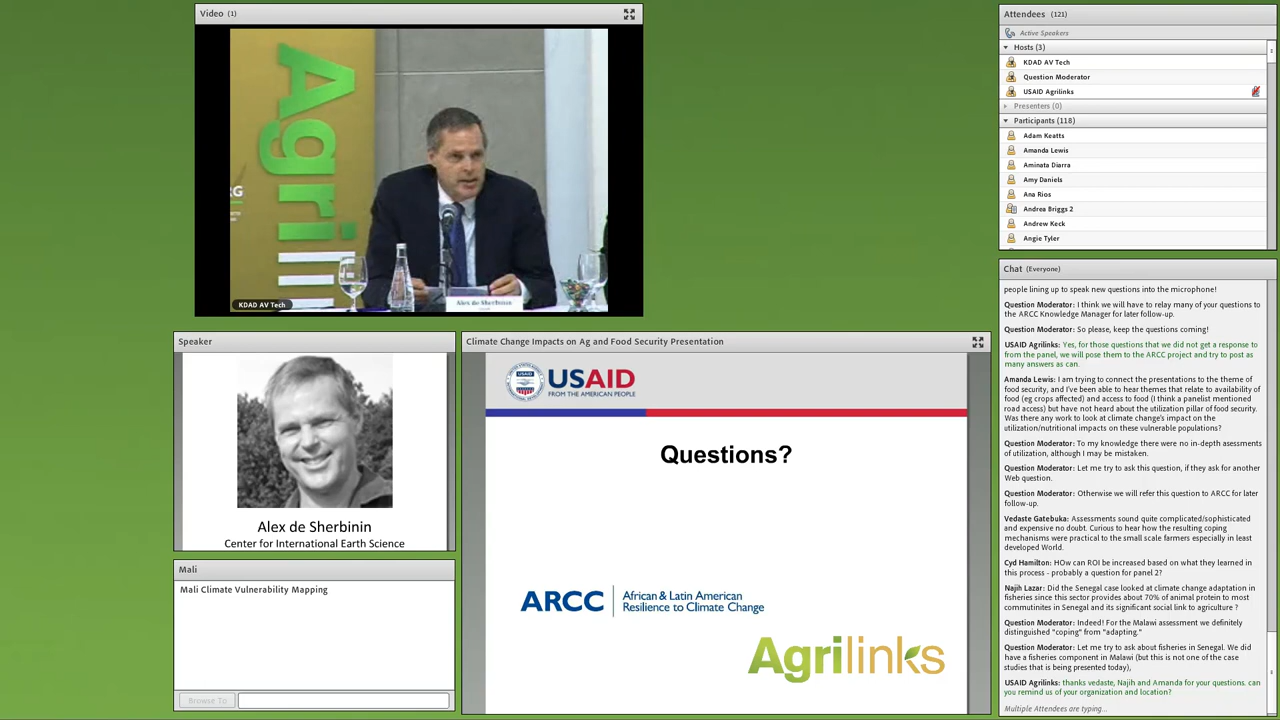 Video (1)
Agrilin
RG
KDAD AV Tech
Alex de Sherbinin
Speaker
Alex de Sherbinin
Center for International Earth Science
Mali
Mali Climate Vulnerability Mapping
Browse To
Climate Change Impacts on Ag and Food Security Presentation
USAID
FROM THE AMERICAN PEOPLE
Questions?
ARCC
African & Latin American
Resilience to Climate Change
Agrilinks
Attendees (121)
Active Speakers
Hosts (3)
KDAD AV Tech
Question Moderator
USAID Agrilinks
Presenters (0)
Participants (118)
Adam Keatts
Amanda Lewis
Aminata Diarra
Amy Daniels
Ana Rios
Andrea Briggs 2
Andrew Keck
Angie Tyler
Chat (Everyone)
people lining up to speak new questions into the microphone!
Question Moderator: I think we will have to relay many of your questions to
the ARCC Knowledge Manager for later follow-up.
Question Moderator: So please, keep the questions coming!
USAID Agrilinks: Yes, for those questions that we did not get a response to
from the panel, we will pose them to the ARCC project and try to post as
many answers as can.
Amanda Lewis: I am trying to connect the presentations to the theme of
food security, and I've been able to hear themes that relate to availability of
food (eg crops affected) and access to food (I think a panelist mentioned
road access) but have not heard about the utilization pillar of food security.
Was there any work to look at climate change's impact on the
utilization/nutritional impacts on these vulnerable populations?
Question Moderator: To my knowledge there were no in-depth asessments
of utilization, although I may be mistaken.
Question Moderator: Let me try to ask this question, if they ask for another
Web question.
Question Moderator: Otherwise we will refer this question to ARCC for later
follow-up.
Vedaste Gatebuka: Assessments sound quite complicated/sophisticated
and expensive no doubt. Curious to hear how the resulting coping
mechanisms were practical to the small scale farmers especially in least
developed World.
Cyd Hamilton: HOw can ROI be increased based on what they learned in
this process - probably a question for panel 2?
Najih Lazar: Did the Senegal case looked at climate change adaptation in
fisheries since this sector provides about 70% of animal protein to most
communitites in Senegal and its significant social link to agriculture ?
Question Moderator: Indeed! For the Malawi assessment we definitely
distinguished "coping" from "adapting."
Question Moderator: Let me try to ask about fisheries in Senegal. We did
have a fisheries component in Malawi (but this is not one of the case
studies that is being presented today),
USAID Agrilinks: thanks vedaste, Najih and Amanda for your questions. can
you remind us of your organization and location?
Multiple Attendees are typing...